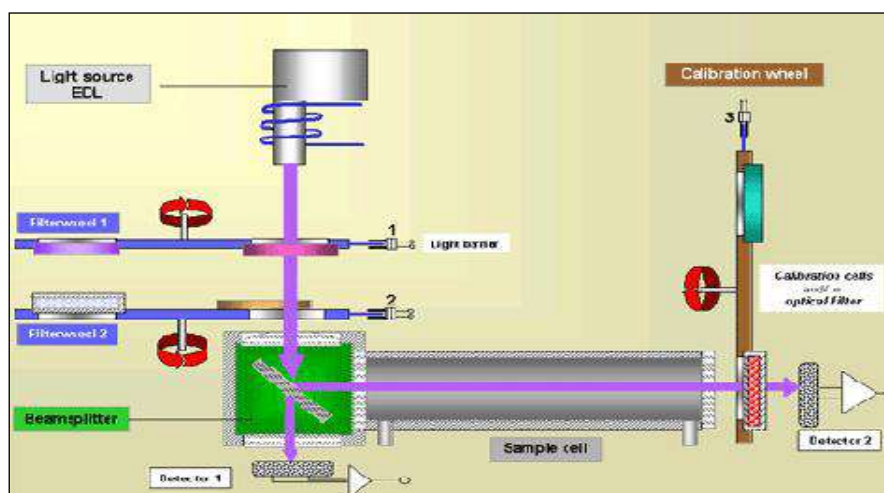 Light source
EDL
Calibration wheel
3
Filterwheel 1
1
Light barrier
Calibration cells
optical filter
2
Filterwheel 2
Beamsplitter
Sample cell
Detector 2
Detector 1